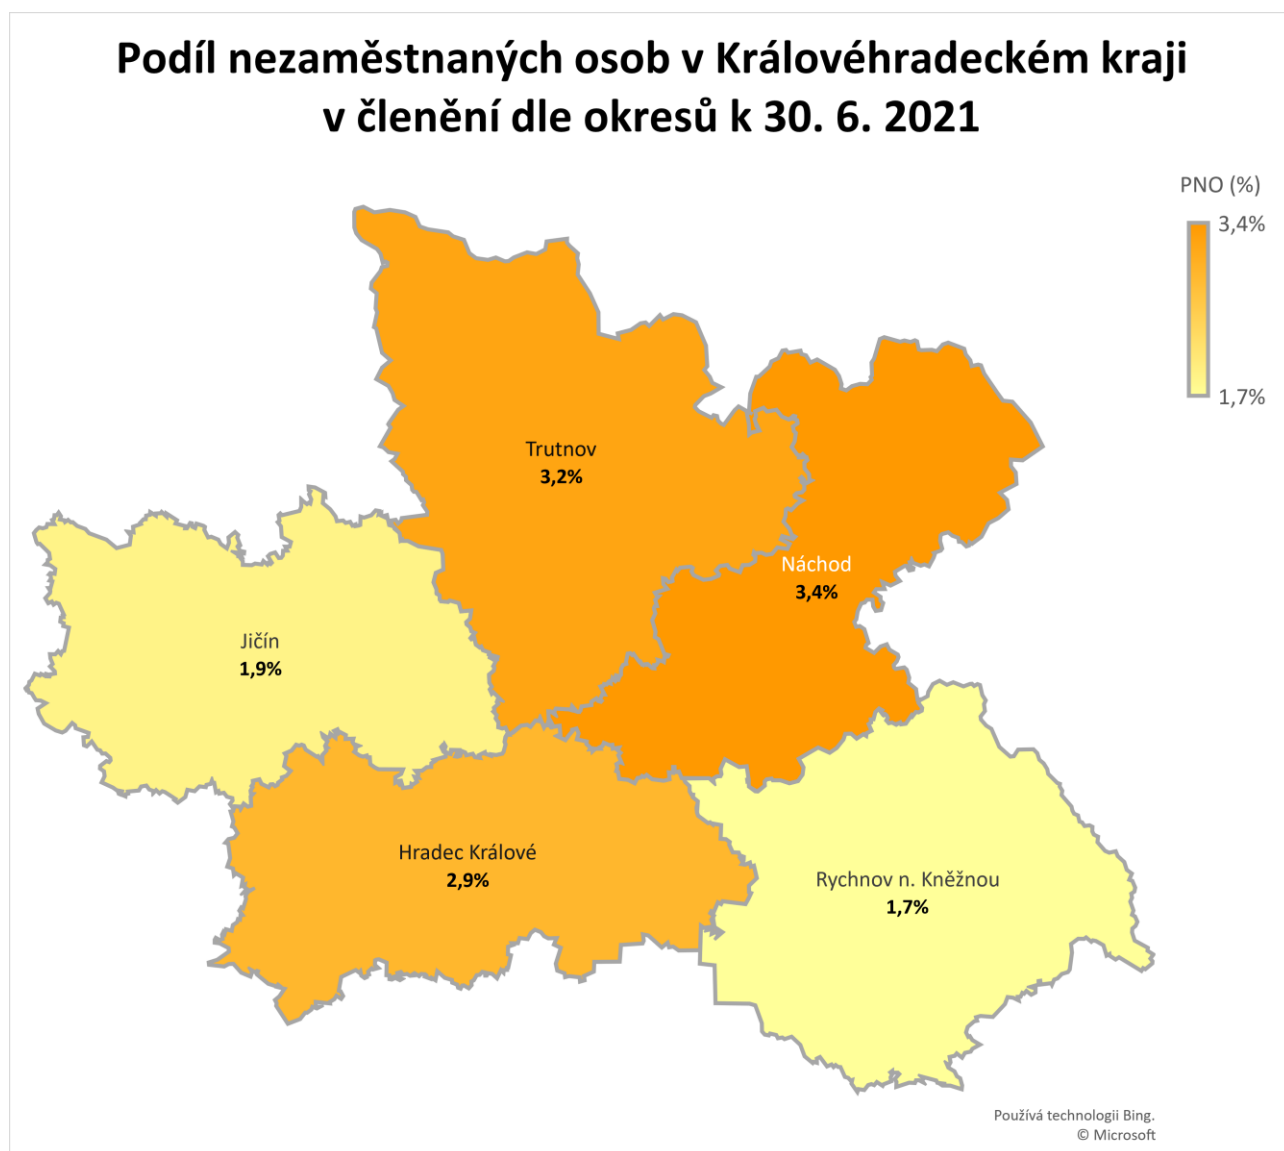 Podíl nezaměstnaných osob v Královéhradeckém kraji
v členění dle okresů k 30. 6. 2021
PNO (%)
3,4%
1,7%
Trutnov
3,2%
Náchod
3,4%
Jičín
1,9%
Hradec Králové
2,9%
Rychnov n. Kněžnou
1,7%
Používá technologii Bing.
© Microsoft